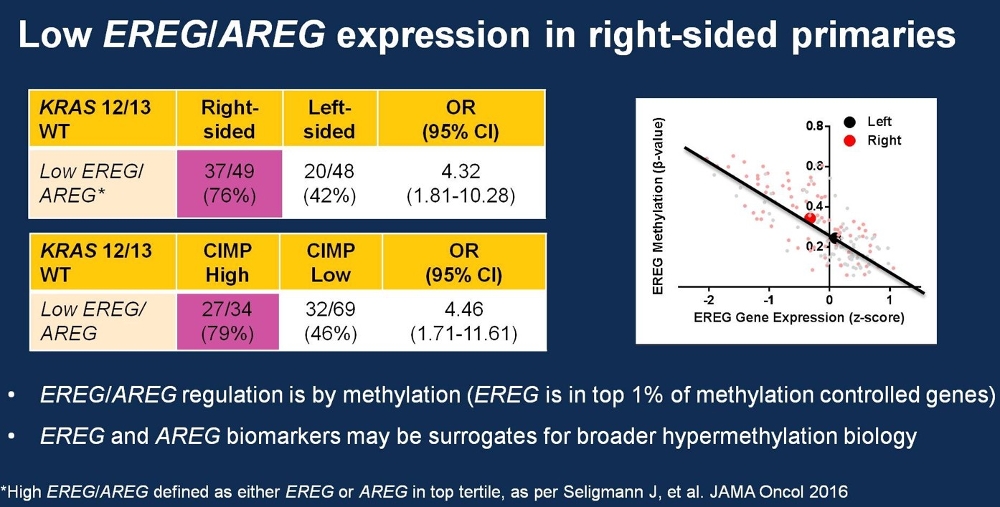 Low EREG/AREG expression in right-sided primaries
KRAS 12/13 Right- Left- OR
WT sided sided (95% CI)
Low EREG/ 37/49 20/48 4.32
AREG* (76%) (42%) (1.81-10.28)
KRAS 12/13 CIMP CIMP OR
WT High Low (95% CI)
Low EREG/ 27/34 32/69 4.46
AREG (79%) (46%) (1.71-11.61)
EREG Methylation (β-value)
0.8
0.6
0.4
0.2
Left
Right
-2 -1 0 1
EREG Gene Expression (z-score)
• EREG/AREG regulation is by methylation (EREG is in top 1% of methylation controlled genes)
• EREG and AREG biomarkers may be surrogates for broader hypermethylation biology
*High EREG/AREG defined as either EREG or AREG in top tertile, as per Seligmann J, et al. JAMA Oncol 2016